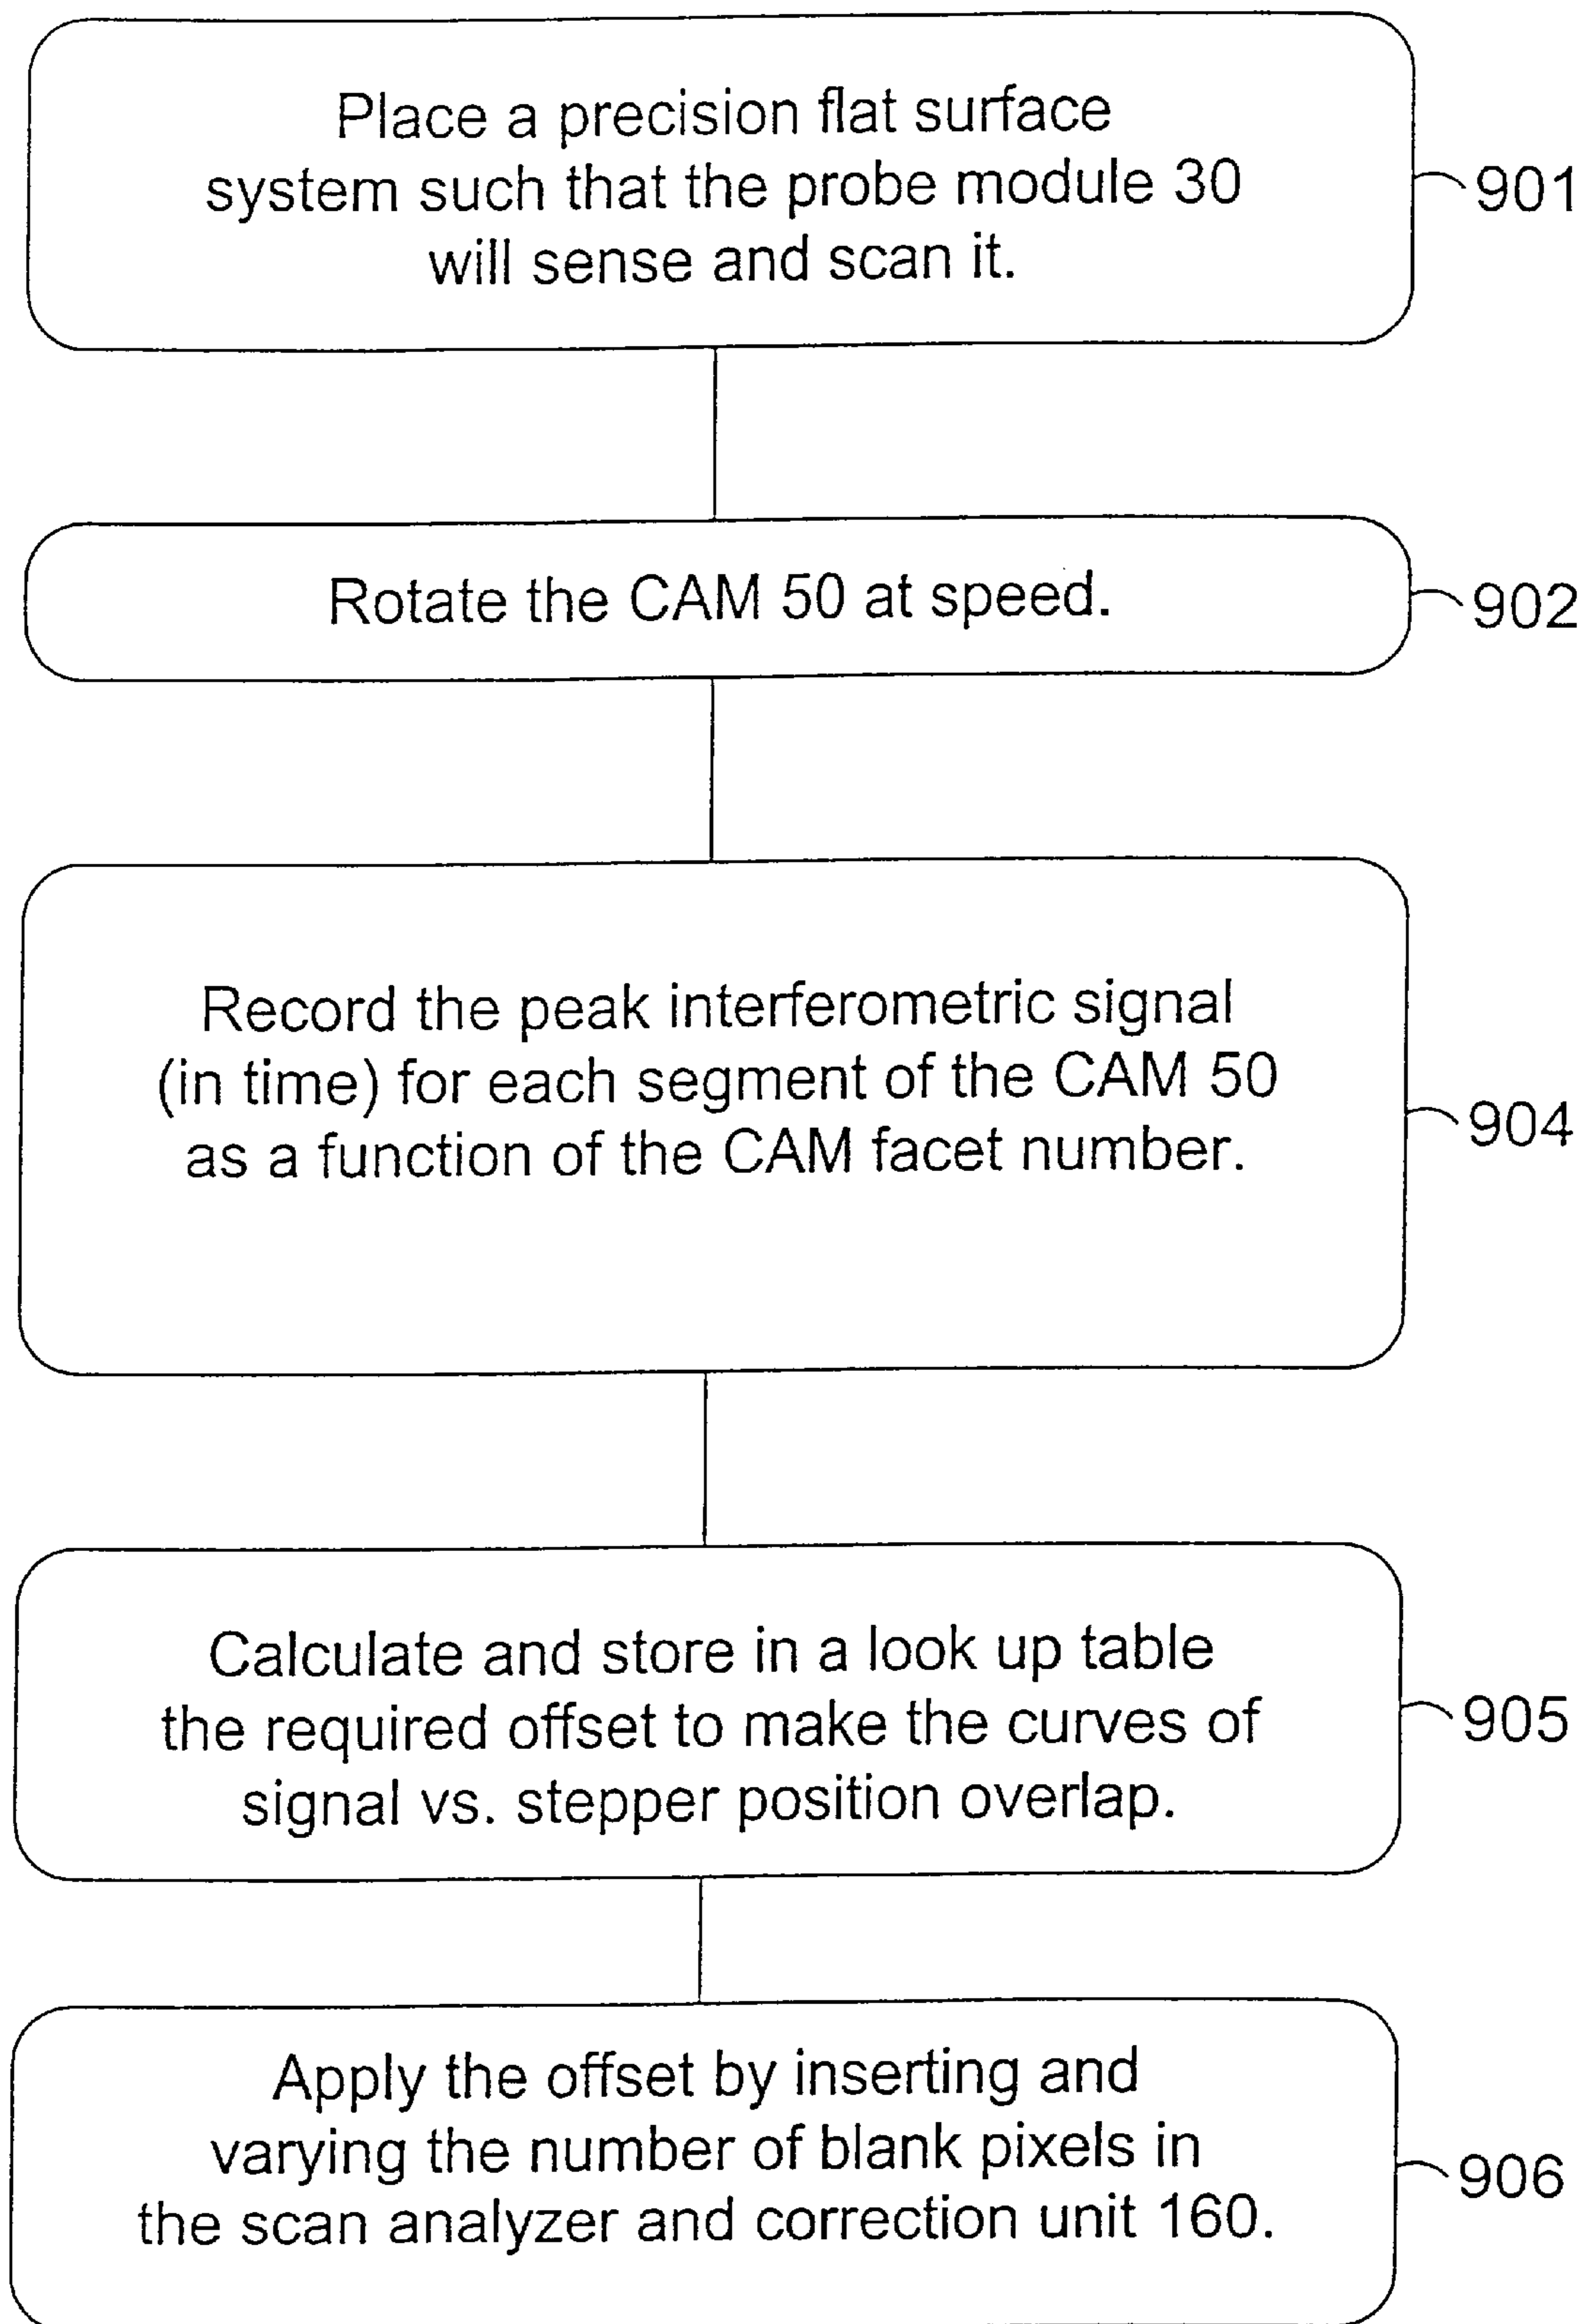 Place a precision flat surface
system such that the probe module 30
will sense and scan it.
901
Rotate the CAM 50 at speed.
902
Record the peak interferometric signal
(in time) for each segment of the CAM 50
as a function of the CAM facet number.
904
Calculate and store in a look up table
the required offset to make the curves of
signal vs. stepper position overlap.
905
Apply the offset by inserting and
varying the number of blank pixels in
the scan analyzer and correction unit 160.
906